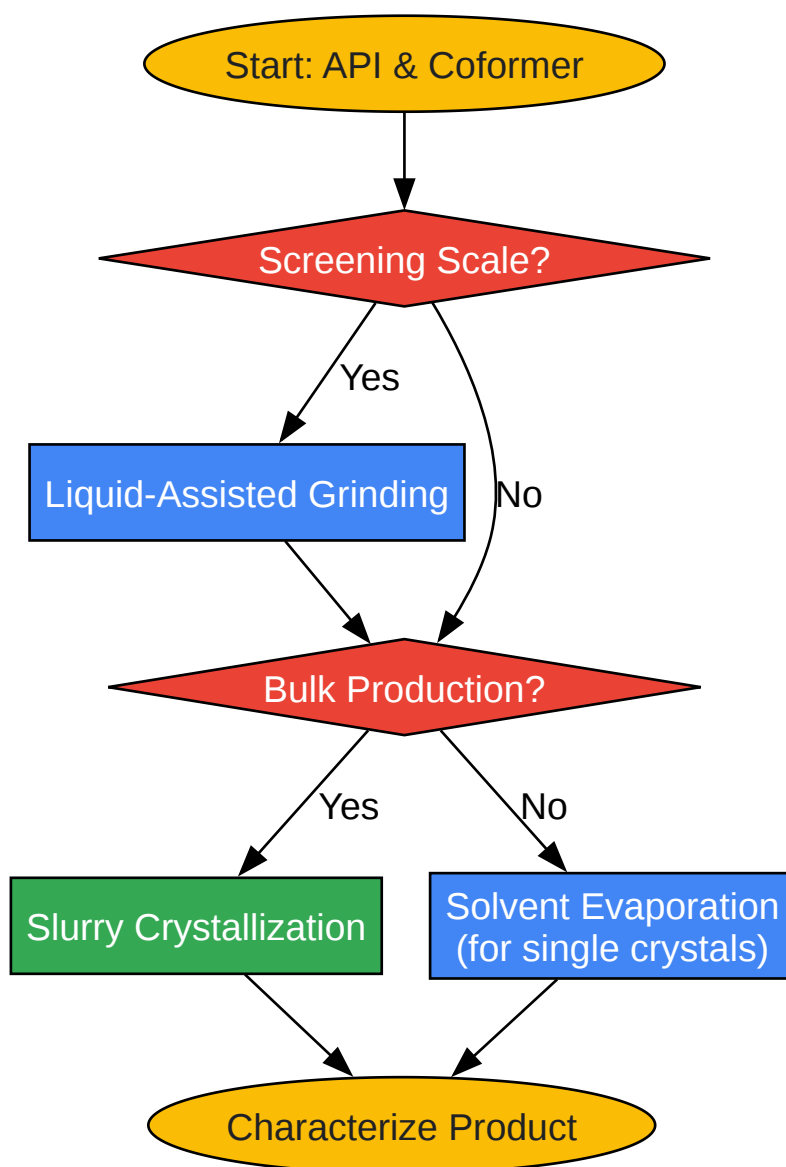 Start: API & Coformer
Screening Scale?
Yes
Liquid-Assisted Grinding
No
Bulk Production?
Yes
No
Slurry Crystallization
Solvent Evaporation
(for single crystals)
Characterize Product